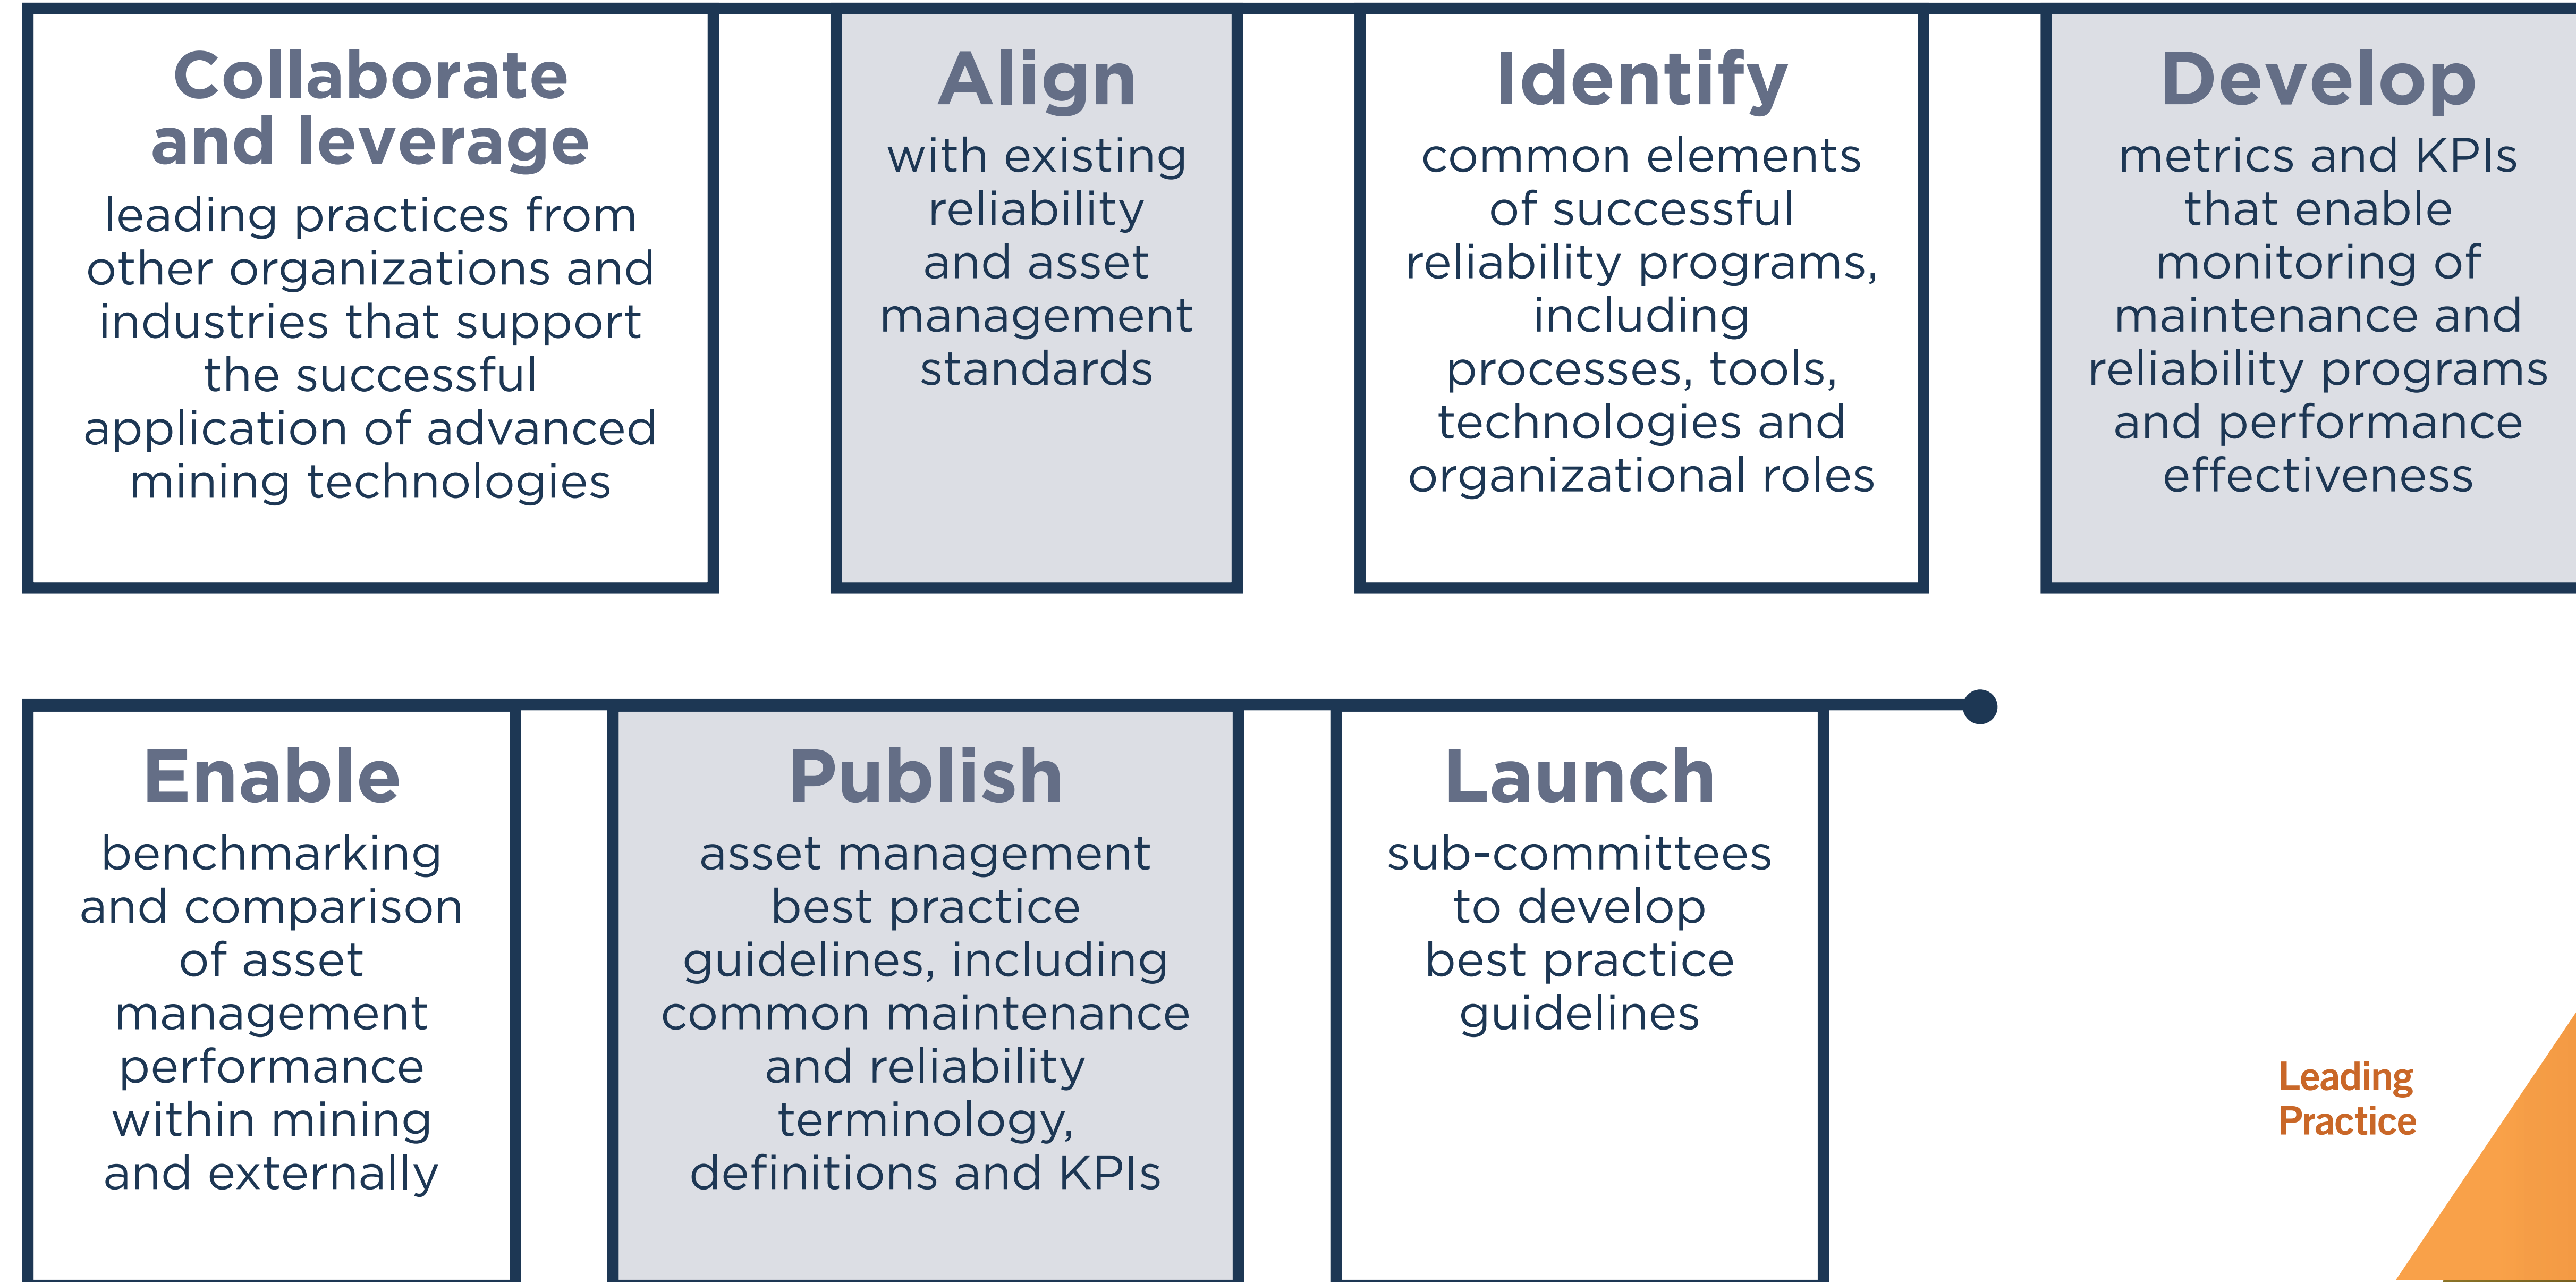 Collaborate
and leverage
leading practices from
other organizations and
industries that support
the successful
application of advanced
mining technologies
Align
with existing
reliability
and asset
management
standards
Identify
common elements
of successful
reliability programs,
including
processes, tools,
technologies and
organizational roles
Develop
metrics and KPIs
that enable
monitoring of
maintenance and
reliability programs
and performance
effectiveness
Enable
benchmarking
and comparison
of asset
management
performance
within mining
and externally
Publish
asset management
best practice
guidelines, including
common maintenance
and reliability
terminology,
definitions and KPIs
Launch
sub-committees
to develop
best practice
guidelines
Leading
Practice